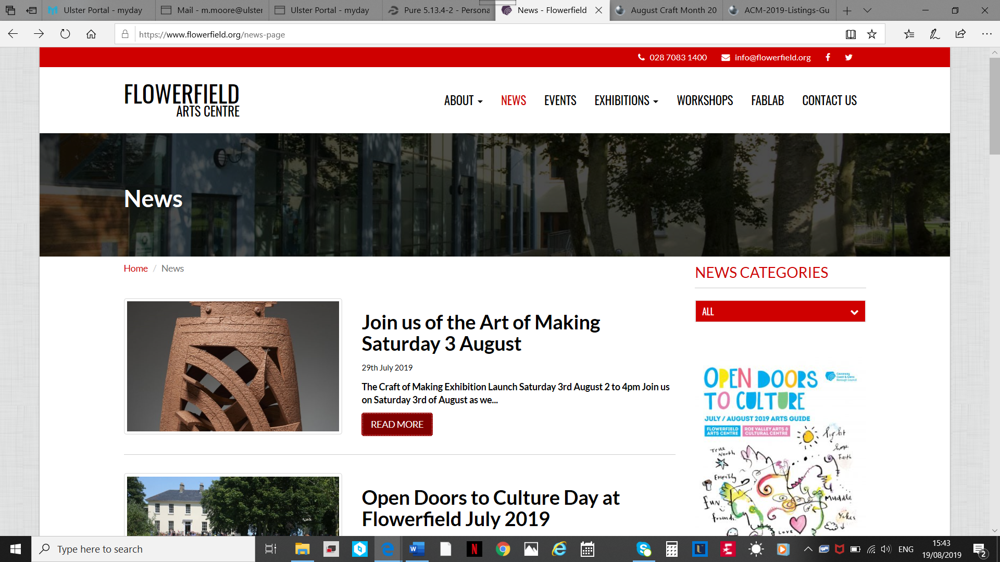 Ulster Portal - myday
Mail - m.moore@ulster
Ulster Portal - myday
Pure 5.13.4-2 - Persona
News - Flowerfield
August Craft Month 20
ACM-2019-Listings-Gu
https://www.flowerfield.org/news-page
028 7083 1400
info@flowerfield.org
FLOWERFIELD
ARTS CENTRE
ABOUT
NEWS
EVENTS
EXHIBITIONS
WORKSHOPS
FABLAB
CONTACT US
News
Home / News
NEWS CATEGORIES
ALL
Join us of the Art of Making
Saturday 3 August
29th July 2019
The Craft of Making Exhibition Launch Saturday 3rd August 2 to 4pm Join us
on Saturday 3rd of August as we...
READ MORE
Open Doors to Culture Day at
Flowerfield July 2019
OPEN DOORS
TO CULTURE
Causeway
Coast & Glens
Borough Council
JULY / AUGUST 2019 ARTS GUIDE
FLOWERFIELD
ARTS CENTRE
ROE VALLEY ARTS &
CULTURAL CENTRE
light
True
North
hope
Faith
Empathy
fun
friends
Muddle
Yikes
LOVE
Type here to search
ENG
15:43
19/08/2019
2